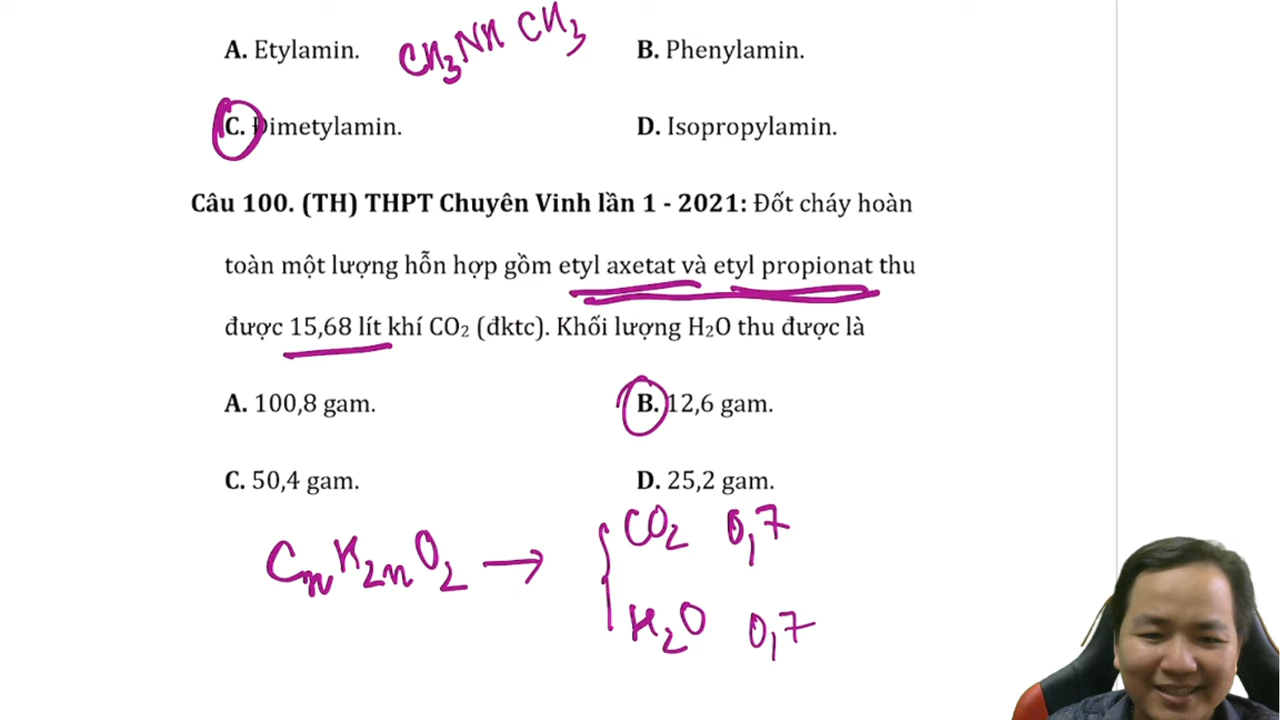 A. Etylamin. CH₃NH CH₃ B. Phenylamin.
C. Dimetylamin. D. Isopropylamin.
Câu 100. (TH) THPT Chuyên Vinh lần 1 - 2021: Đốt cháy hoàn
toàn một lượng hỗn hợp gồm etyl axetat và etyl propionat thu
được 15,68 lít khí CO₂ (đktc). Khối lượng H₂O thu được là
A. 100,8 gam. B. 12,6 gam.
C. 50,4 gam. D. 25,2 gam.
CO₂ 0,7
CₙH₂ₙO₂ →
H₂O 0,7